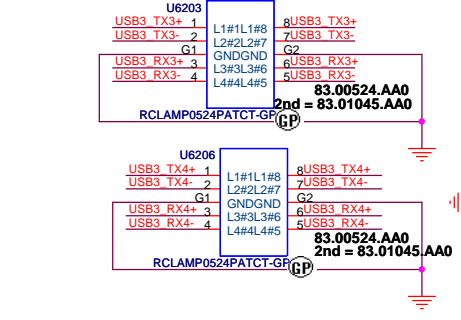 U6203
USB3_TX3+ 1 L1#1L1#8 8 USB3_TX3+
USB3_TX3- 2 L2#2L2#7 7 USB3_TX3-
G1 GNDGND G2
USB3_RX3+ 3 L3#3L3#6 6 USB3_RX3+
USB3_RX3- 4 L4#4L4#5 5 USB3_RX3-
83.00524.AA0
2nd = 83.01045.AA0
RCLAMP0524PATCT-GP GP
U6206
USB3_TX4+ 1 L1#1L1#8 8 USB3_TX4+
USB3_TX4- 2 L2#2L2#7 7 USB3_TX4-
G1 GNDGND G2
USB3_RX4+ 3 L3#3L3#6 6 USB3_RX4+
USB3_RX4- 4 L4#4L4#5 5 USB3_RX4-
83.00524.AA0
2nd = 83.01045.AA0
RCLAMP0524PATCT-GP GP